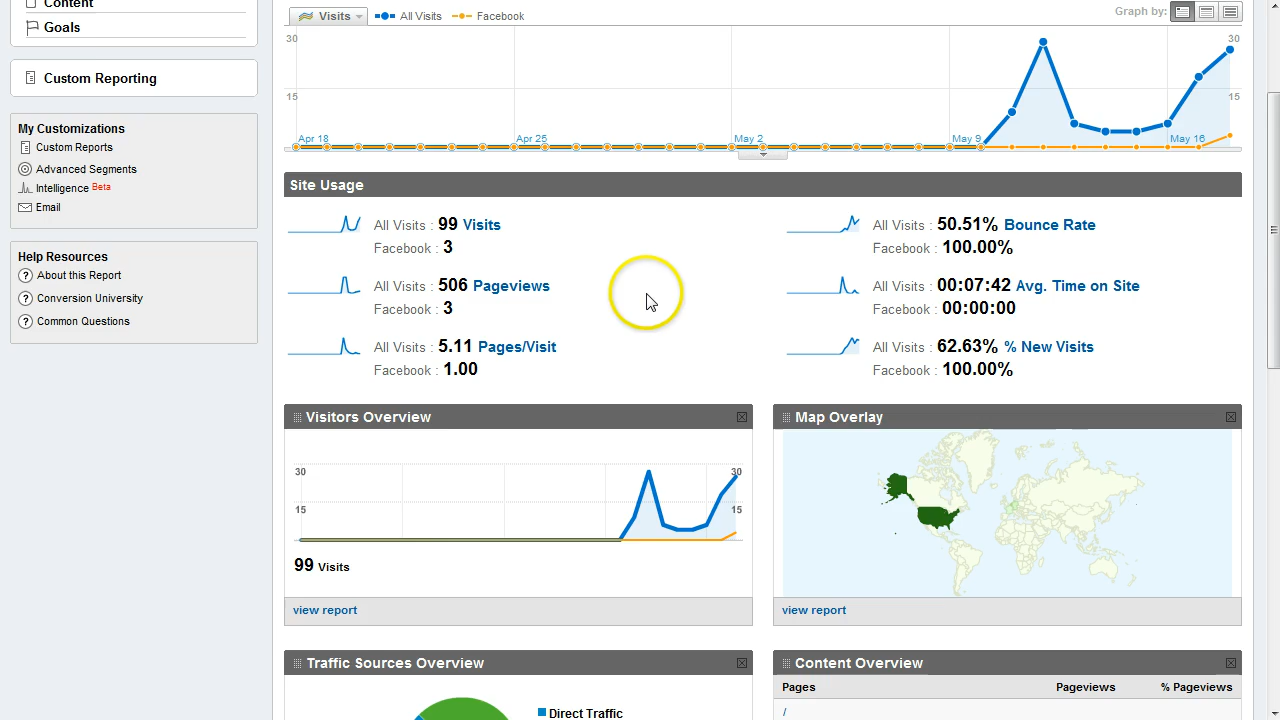 Content
Goals
Custom Reporting
My Customizations
Custom Reports
Advanced Segments
Intelligence Beta
Email
Help Resources
About this Report
Conversion University
Common Questions
Visits All Visits Facebook Graph by:
30 30
15 15
Apr 18 Apr 25 May 2 May 9 May 16
Site Usage
All Visits : 99 Visits
Facebook : 3
All Visits : 50.51% Bounce Rate
Facebook : 100.00%
All Visits : 506 Pageviews
Facebook : 3
All Visits : 00:07:42 Avg. Time on Site
Facebook : 00:00:00
All Visits : 5.11 Pages/Visit
Facebook : 1.00
All Visits : 62.63% % New Visits
Facebook : 100.00%
Visitors Overview
30 30
15 15
99 Visits
view report
Map Overlay
view report
Traffic Sources Overview
Direct Traffic
Content Overview
Pages Pageviews % Pageviews
/